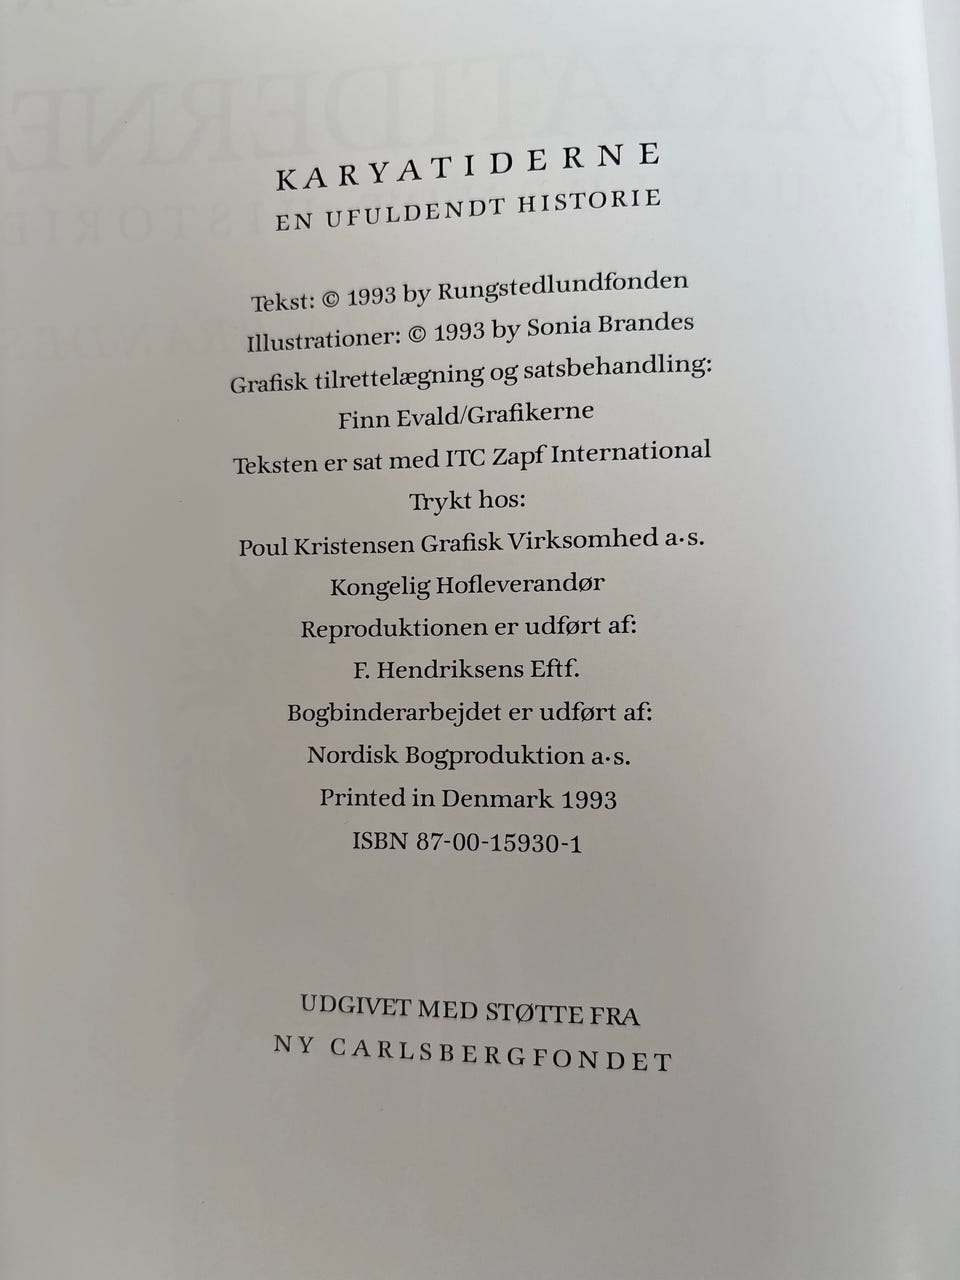 KARYATIDERNE
EN UFULDENDT HISTORIE
Tekst: © 1993 by Rungstedlundfonden
Illustrationer: © 1993 by Sonia Brandes
Grafisk tilrettelægning og satsbehandling:
Finn Evald/Grafikerne
Teksten er sat med ITC Zapf International
Trykt hos:
Poul Kristensen Grafisk Virksomhed a·s.
Kongelig Hofleverandør
Reproduktionen er udført af:
F. Hendriksens Eftf.
Bogbinderarbejdet er udført af:
Nordisk Bogproduktion a·s.
Printed in Denmark 1993
ISBN 87-00-15930-1
UDGIVET MED STØTTE FRA
NY CARLSBERGFONDET